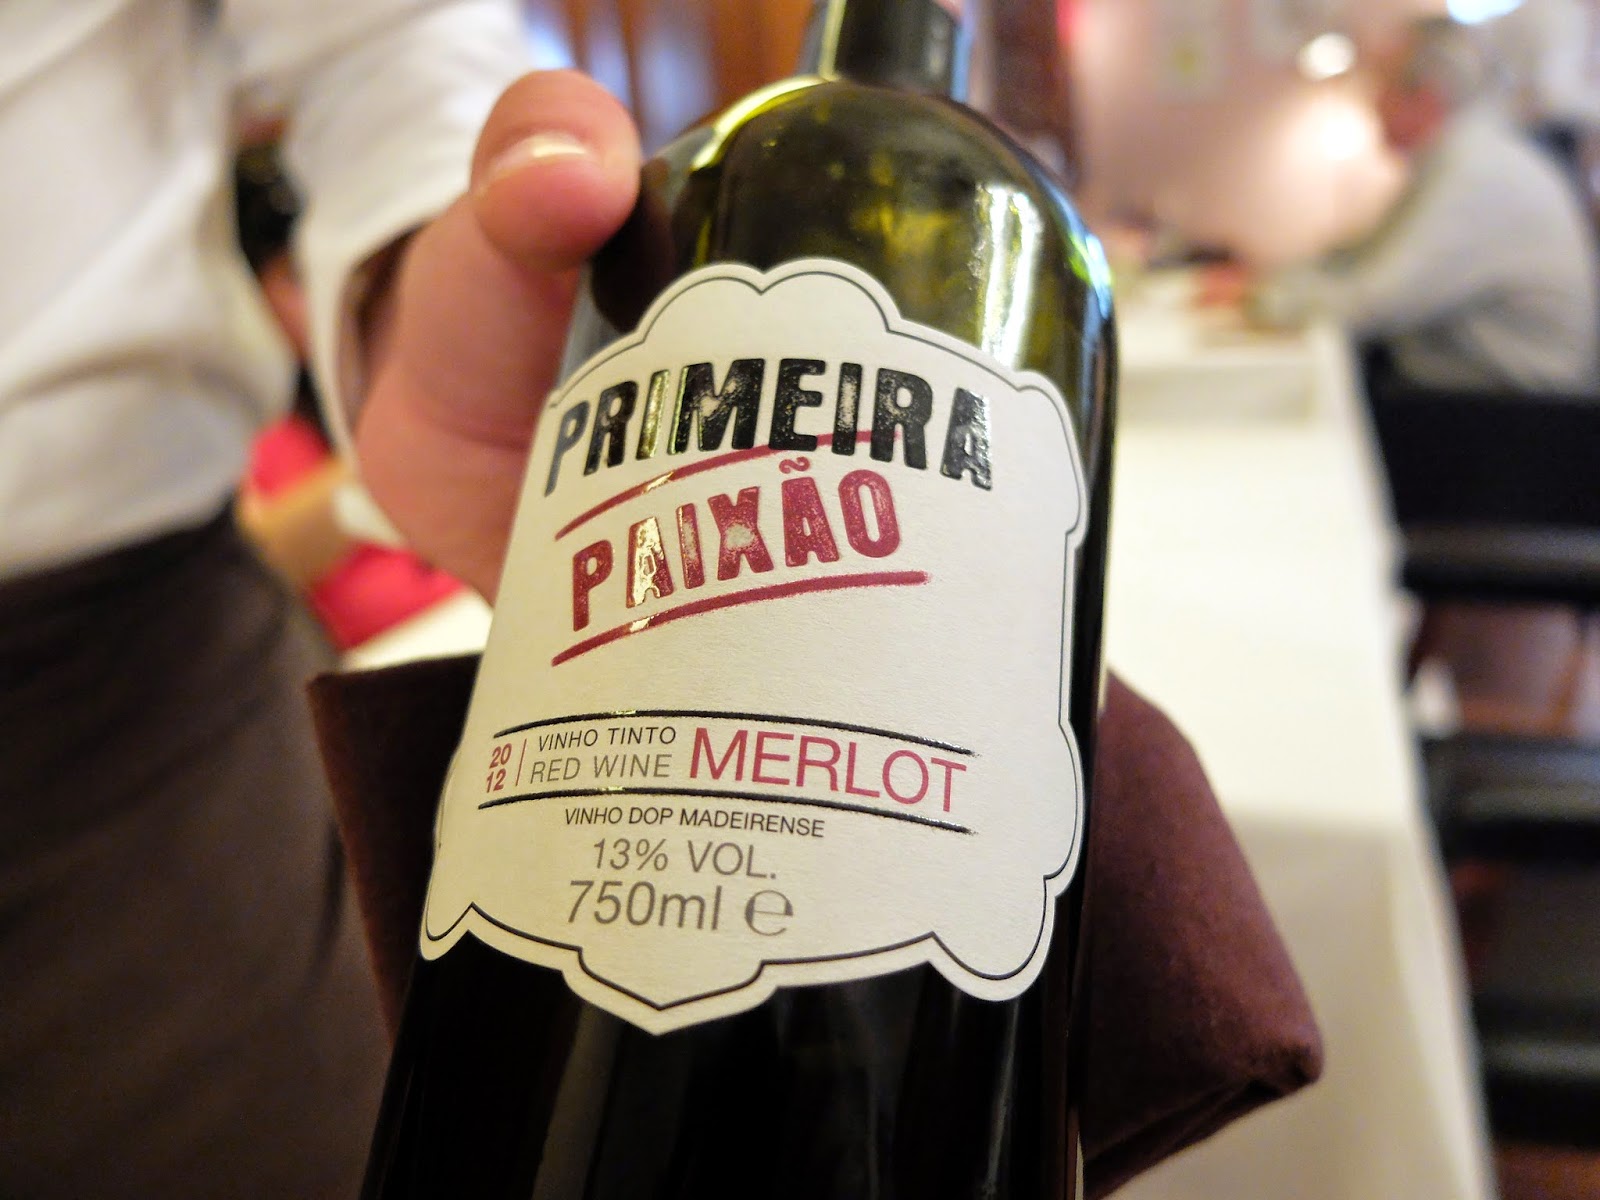 PRIMEIRA
PAIXÃO
20
12
VINHO TINTO
RED WINE
MERLOT
VINHO DOP MADEIRENSE
13% VOL.
750ml ℮